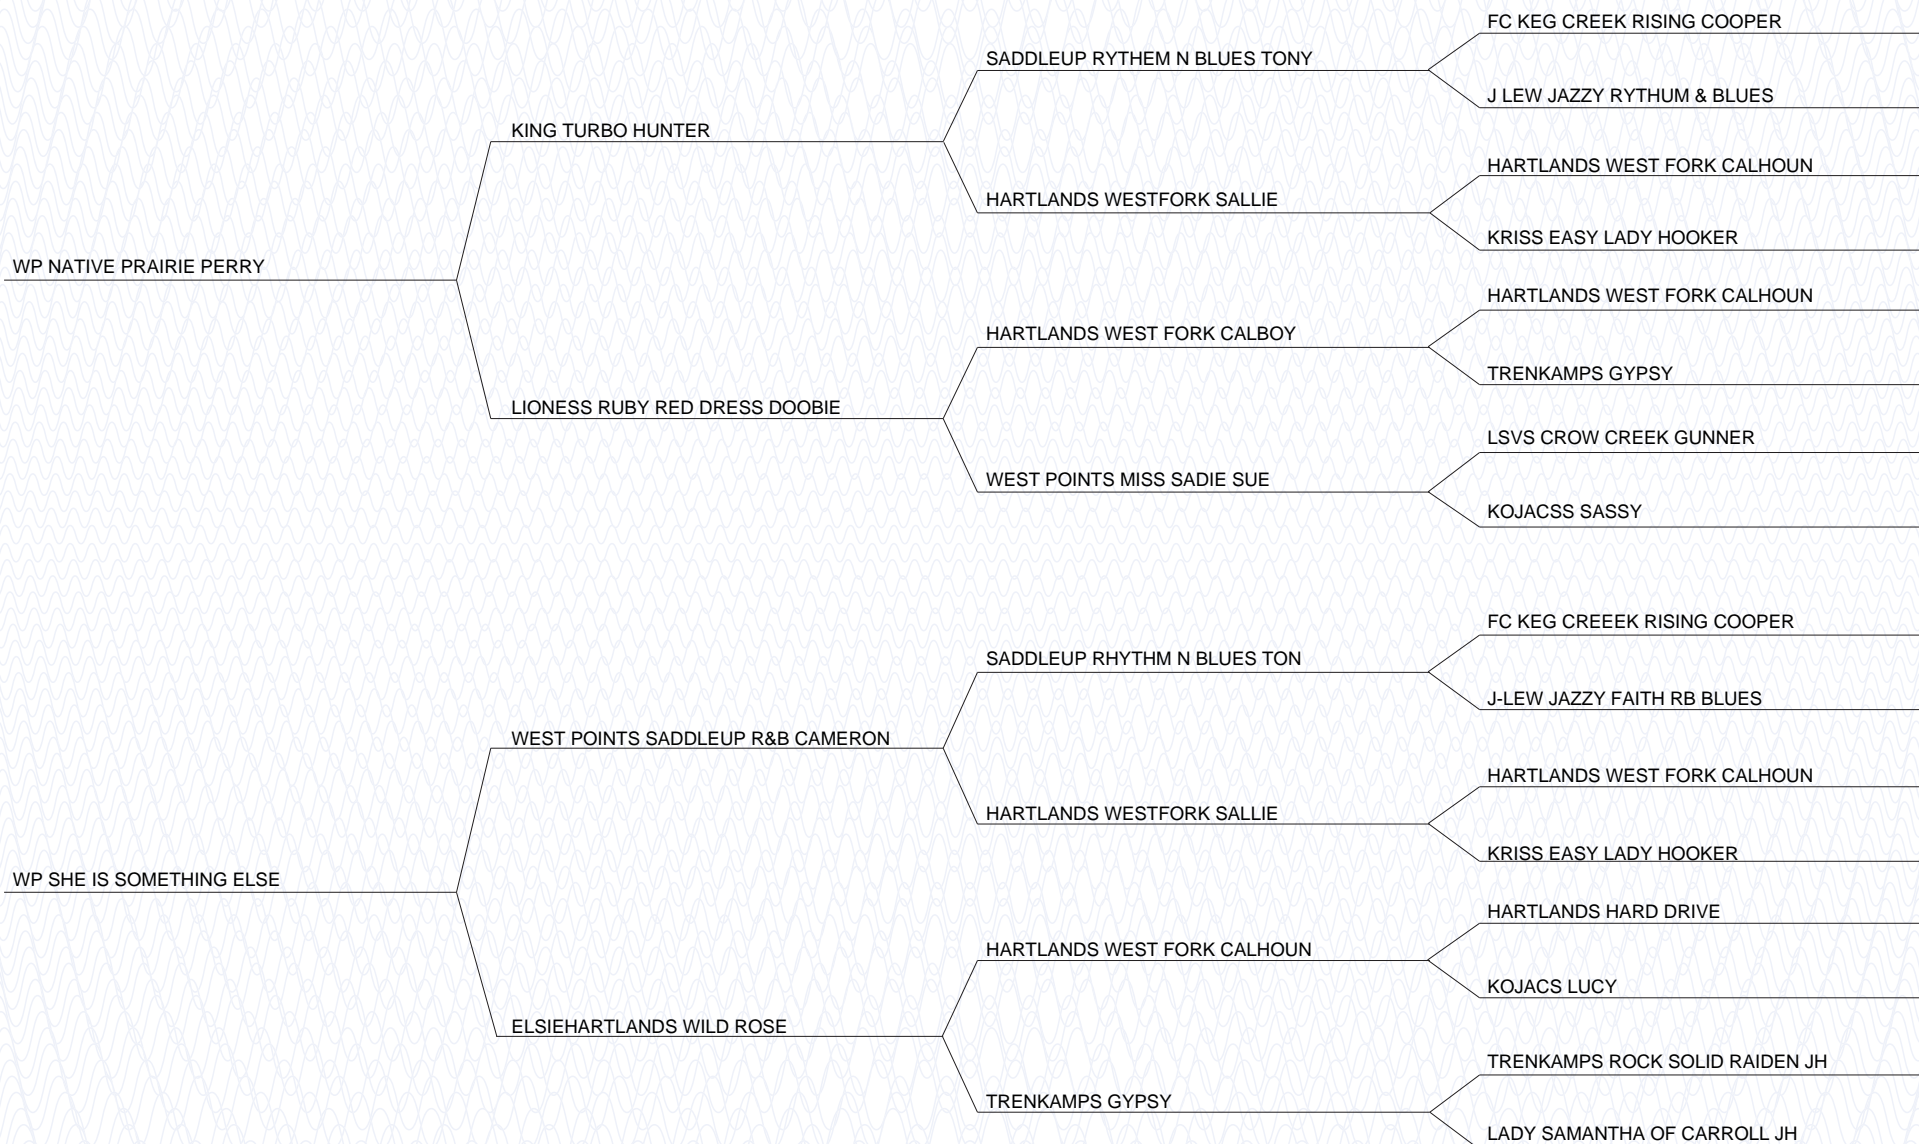 FC KEG CREEK RISING COOPER
SADDLEUP RYTHEM N BLUES TONY
J LEW JAZZY RYTHUM & BLUES
KING TURBO HUNTER
HARTLANDS WEST FORK CALHOUN
HARTLANDS WESTFORK SALLIE
KRISS EASY LADY HOOKER
WP NATIVE PRAIRIE PERRY
HARTLANDS WEST FORK CALHOUN
HARTLANDS WEST FORK CALBOY
TRENKAMPS GYPSY
LIONESS RUBY RED DRESS DOOBIE
LSVS CROW CREEK GUNNER
WEST POINTS MISS SADIE SUE
KOJACSS SASSY
FC KEG CREEEK RISING COOPER
SADDLEUP RHYTHM N BLUES TON
J-LEW JAZZY FAITH RB BLUES
WEST POINTS SADDLEUP R&B CAMERON
HARTLANDS WEST FORK CALHOUN
HARTLANDS WESTFORK SALLIE
KRISS EASY LADY HOOKER
WP SHE IS SOMETHING ELSE
HARTLANDS HARD DRIVE
HARTLANDS WEST FORK CALHOUN
KOJACS LUCY
ELSIEHARTLANDS WILD ROSE
TRENKAMPS ROCK SOLID RAIDEN JH
TRENKAMPS GYPSY
LADY SAMANTHA OF CARROLL JH